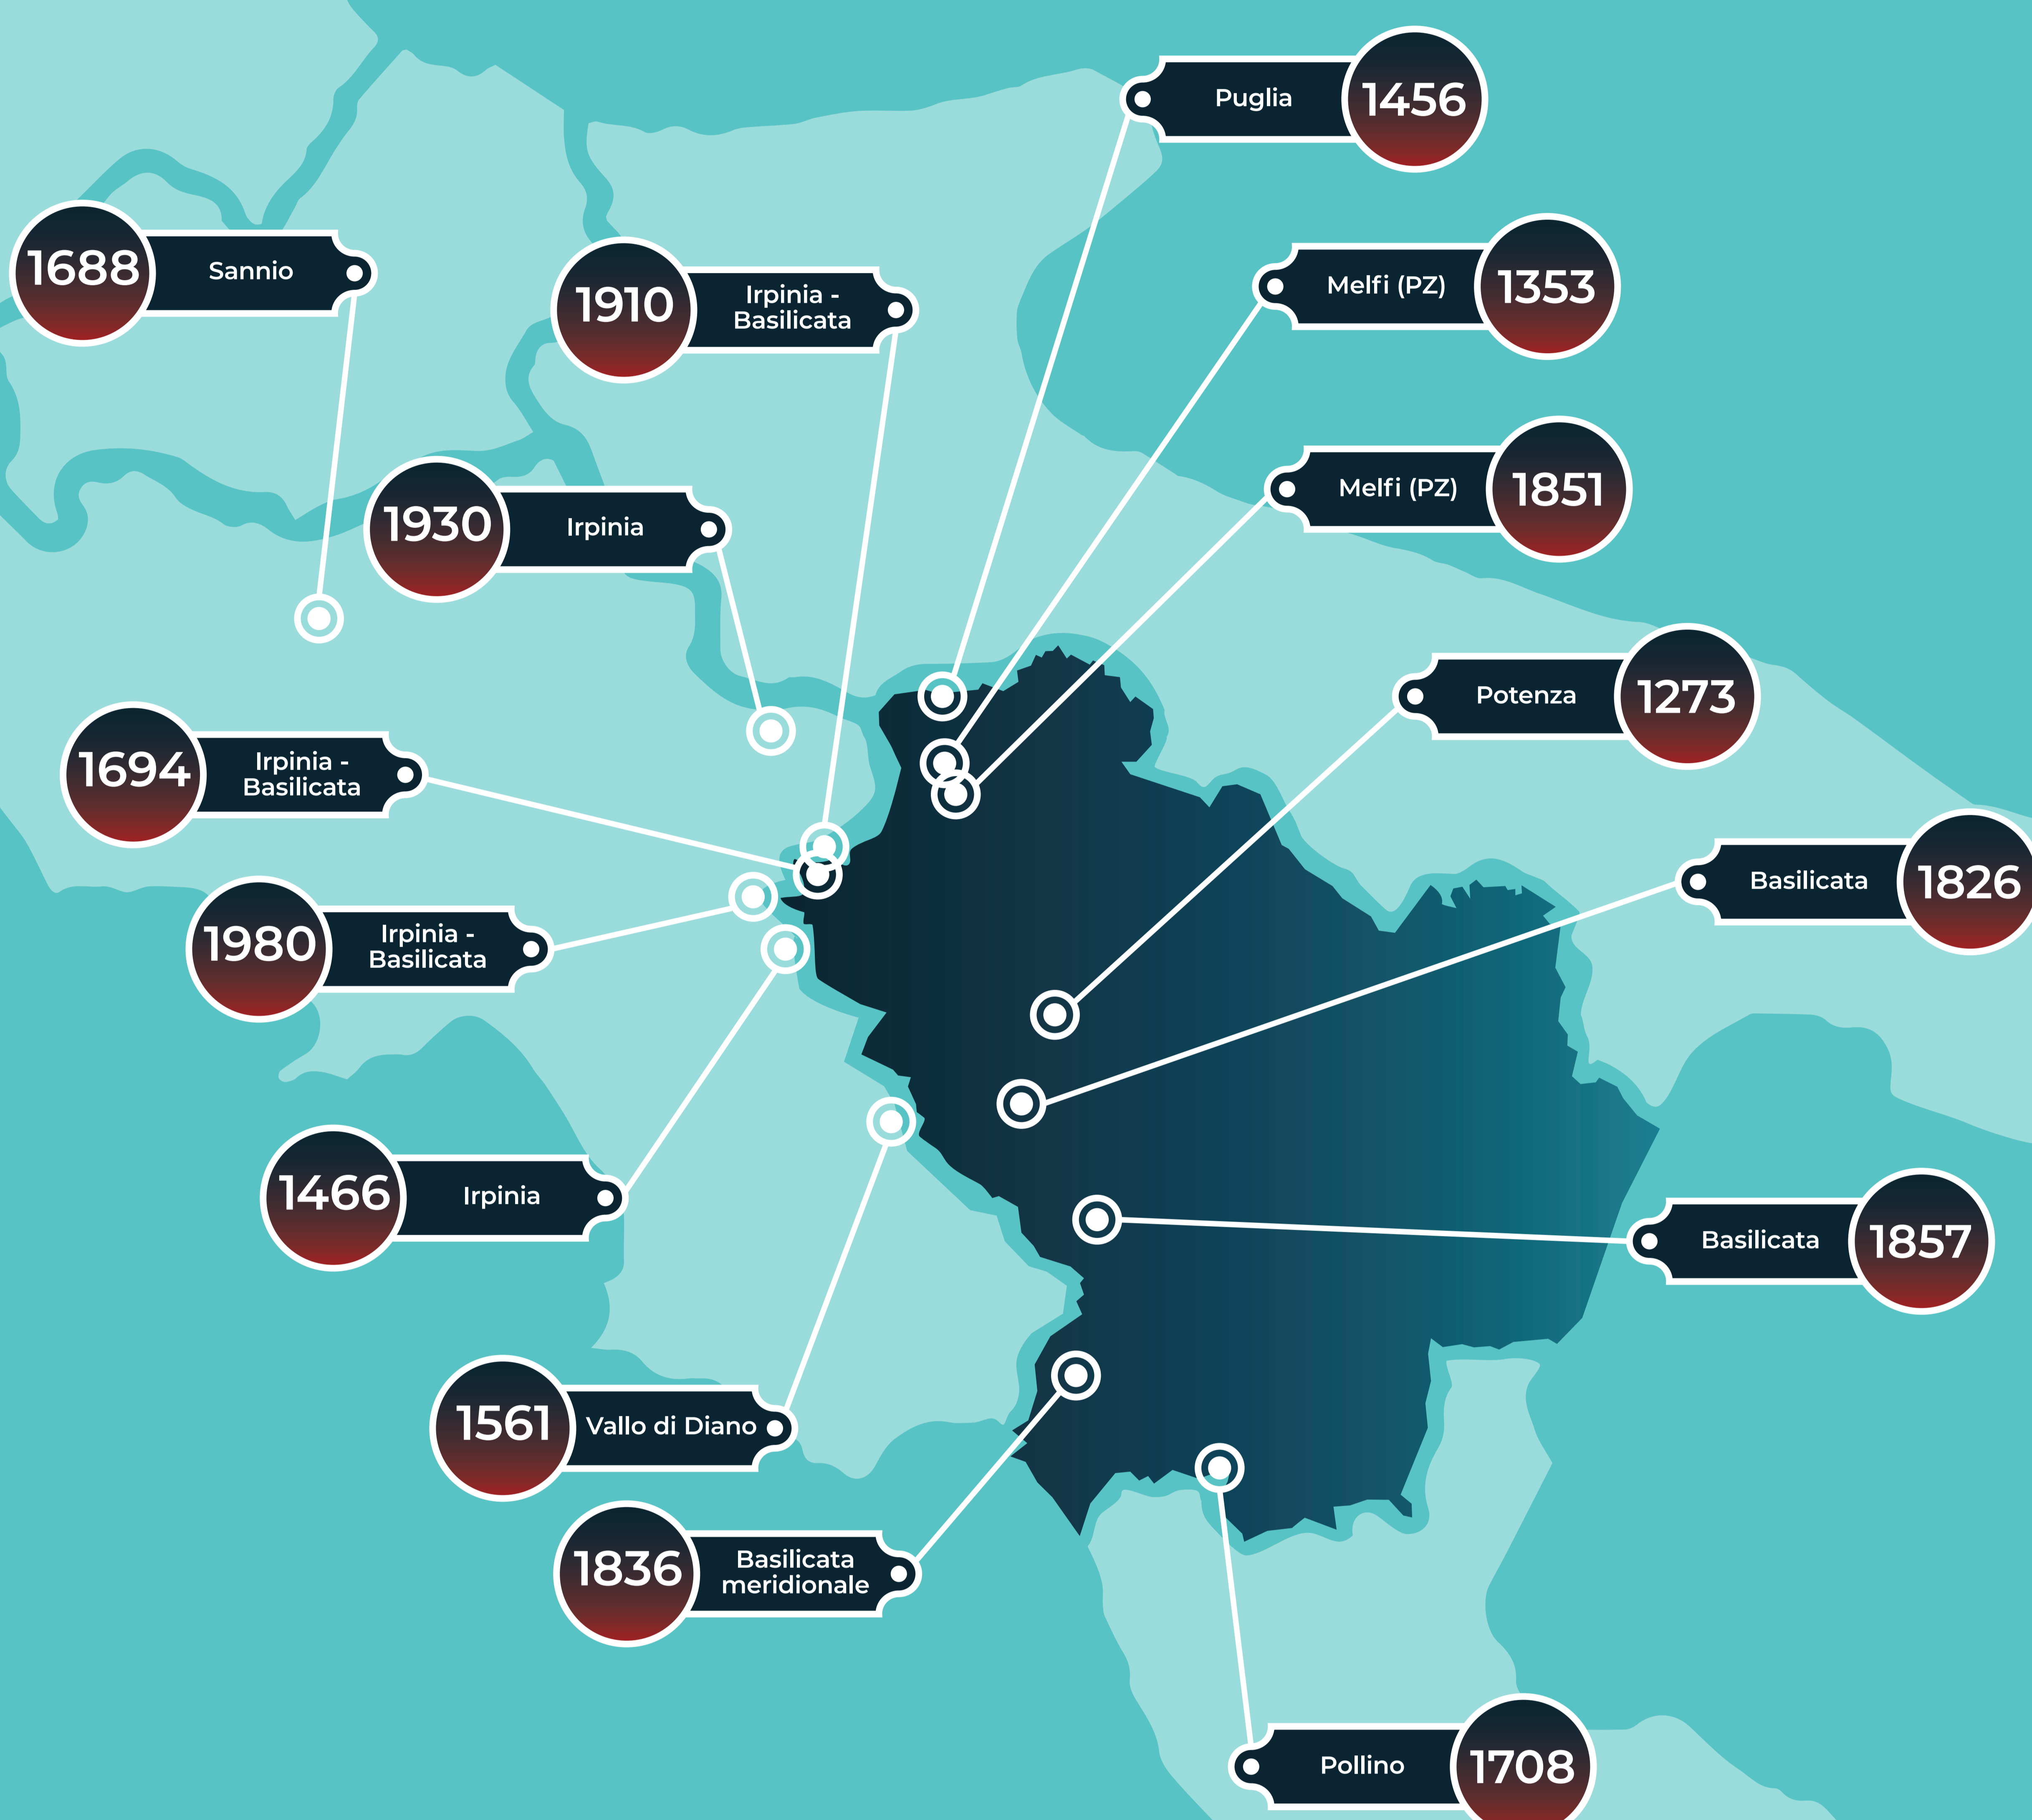 Puglia
1456
1688
Sannio
1910
Irpinia -
Basilicata
Melfi (PZ)
1353
1930
Irpinia
Melfi (PZ)
1851
Potenza
1273
1694
Irpinia -
Basilicata
Basilicata
1826
1980
Irpinia -
Basilicata
1466
Irpinia
Basilicata
1857
1561
Vallo di Diano
1836
Basilicata
meridionale
Pollino
1708